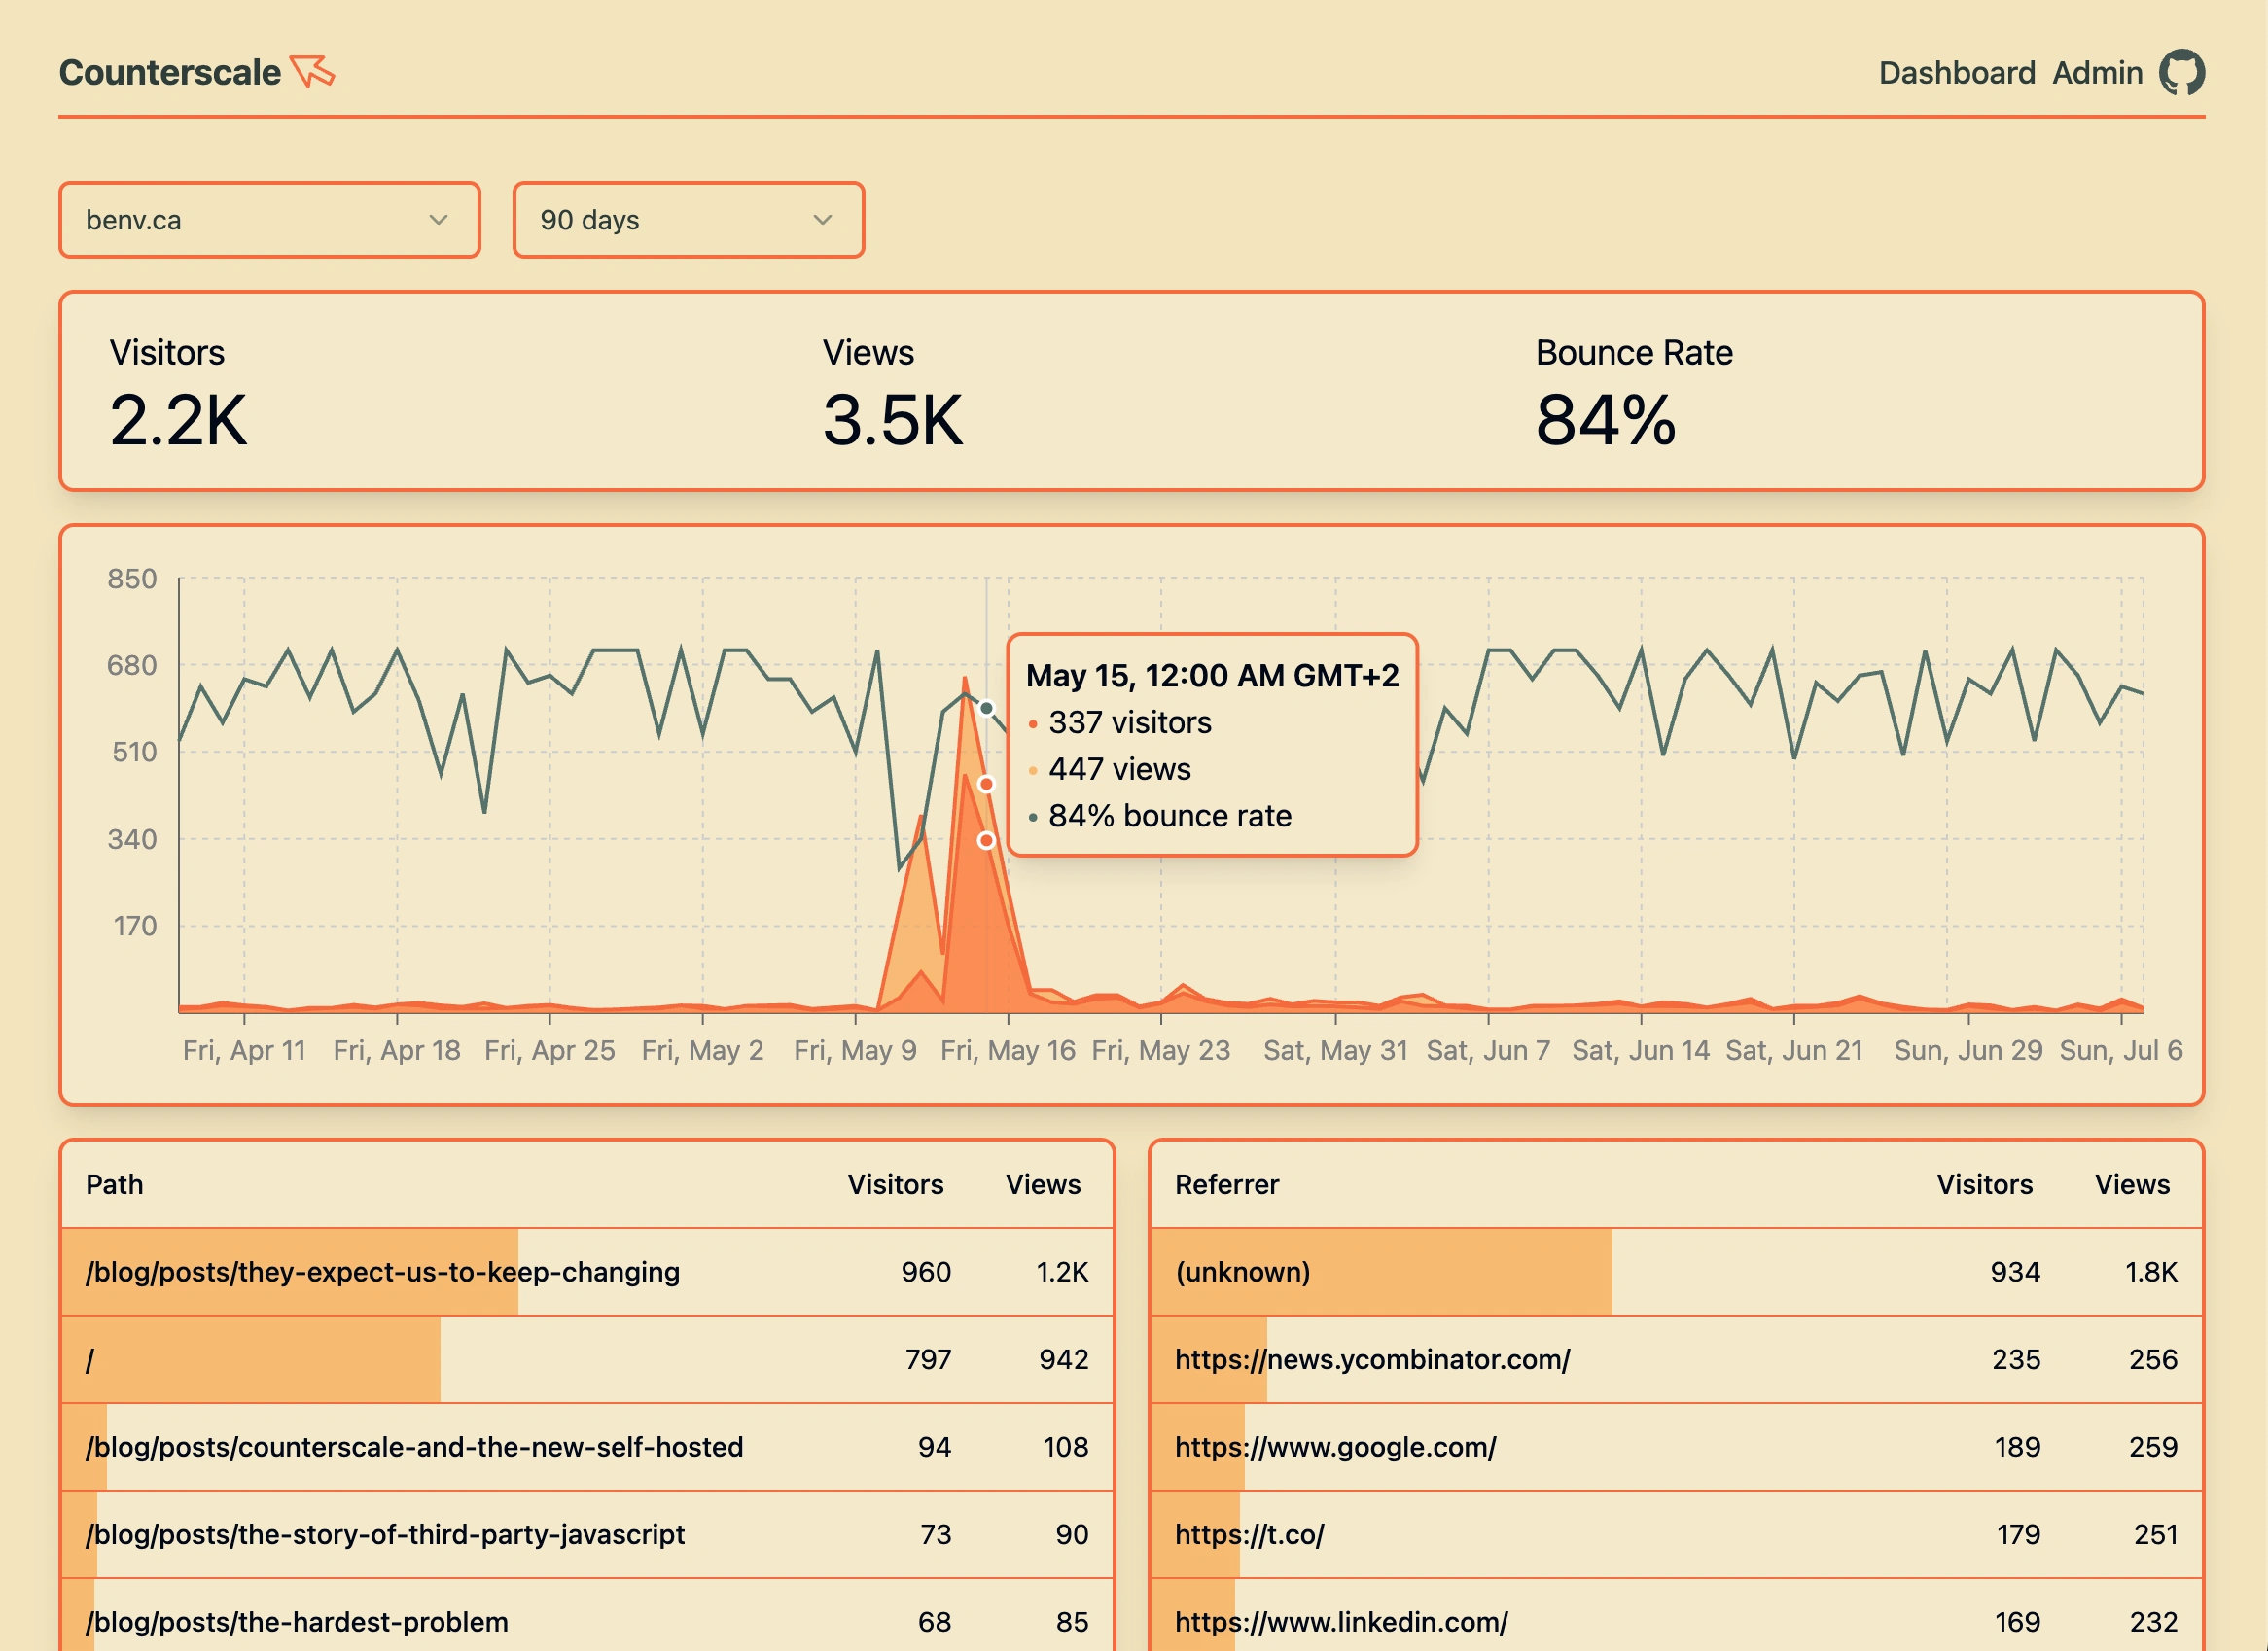 Counterscale
Dashboard Admin
benv.ca
90 days
Visitors
2.2K
Views
3.5K
Bounce Rate
84%
850
680
510
340
170
May 15, 12:00 AM GMT+2
337 visitors
447 views
84% bounce rate
Fri, Apr 11 Fri, Apr 18 Fri, Apr 25 Fri, May 2 Fri, May 9 Fri, May 16 Fri, May 23 Sat, May 31 Sat, Jun 7 Sat, Jun 14 Sat, Jun 21 Sun, Jun 29 Sun, Jul 6
Path Visitors Views
/blog/posts/they-expect-us-to-keep-changing 960 1.2K
/ 797 942
/blog/posts/counterscale-and-the-new-self-hosted 94 108
/blog/posts/the-story-of-third-party-javascript 73 90
/blog/posts/the-hardest-problem 68 85
Referrer Visitors Views
(unknown) 934 1.8K
https://news.ycombinator.com/ 235 256
https://www.google.com/ 189 259
https://t.co/ 179 251
https://www.linkedin.com/ 169 232